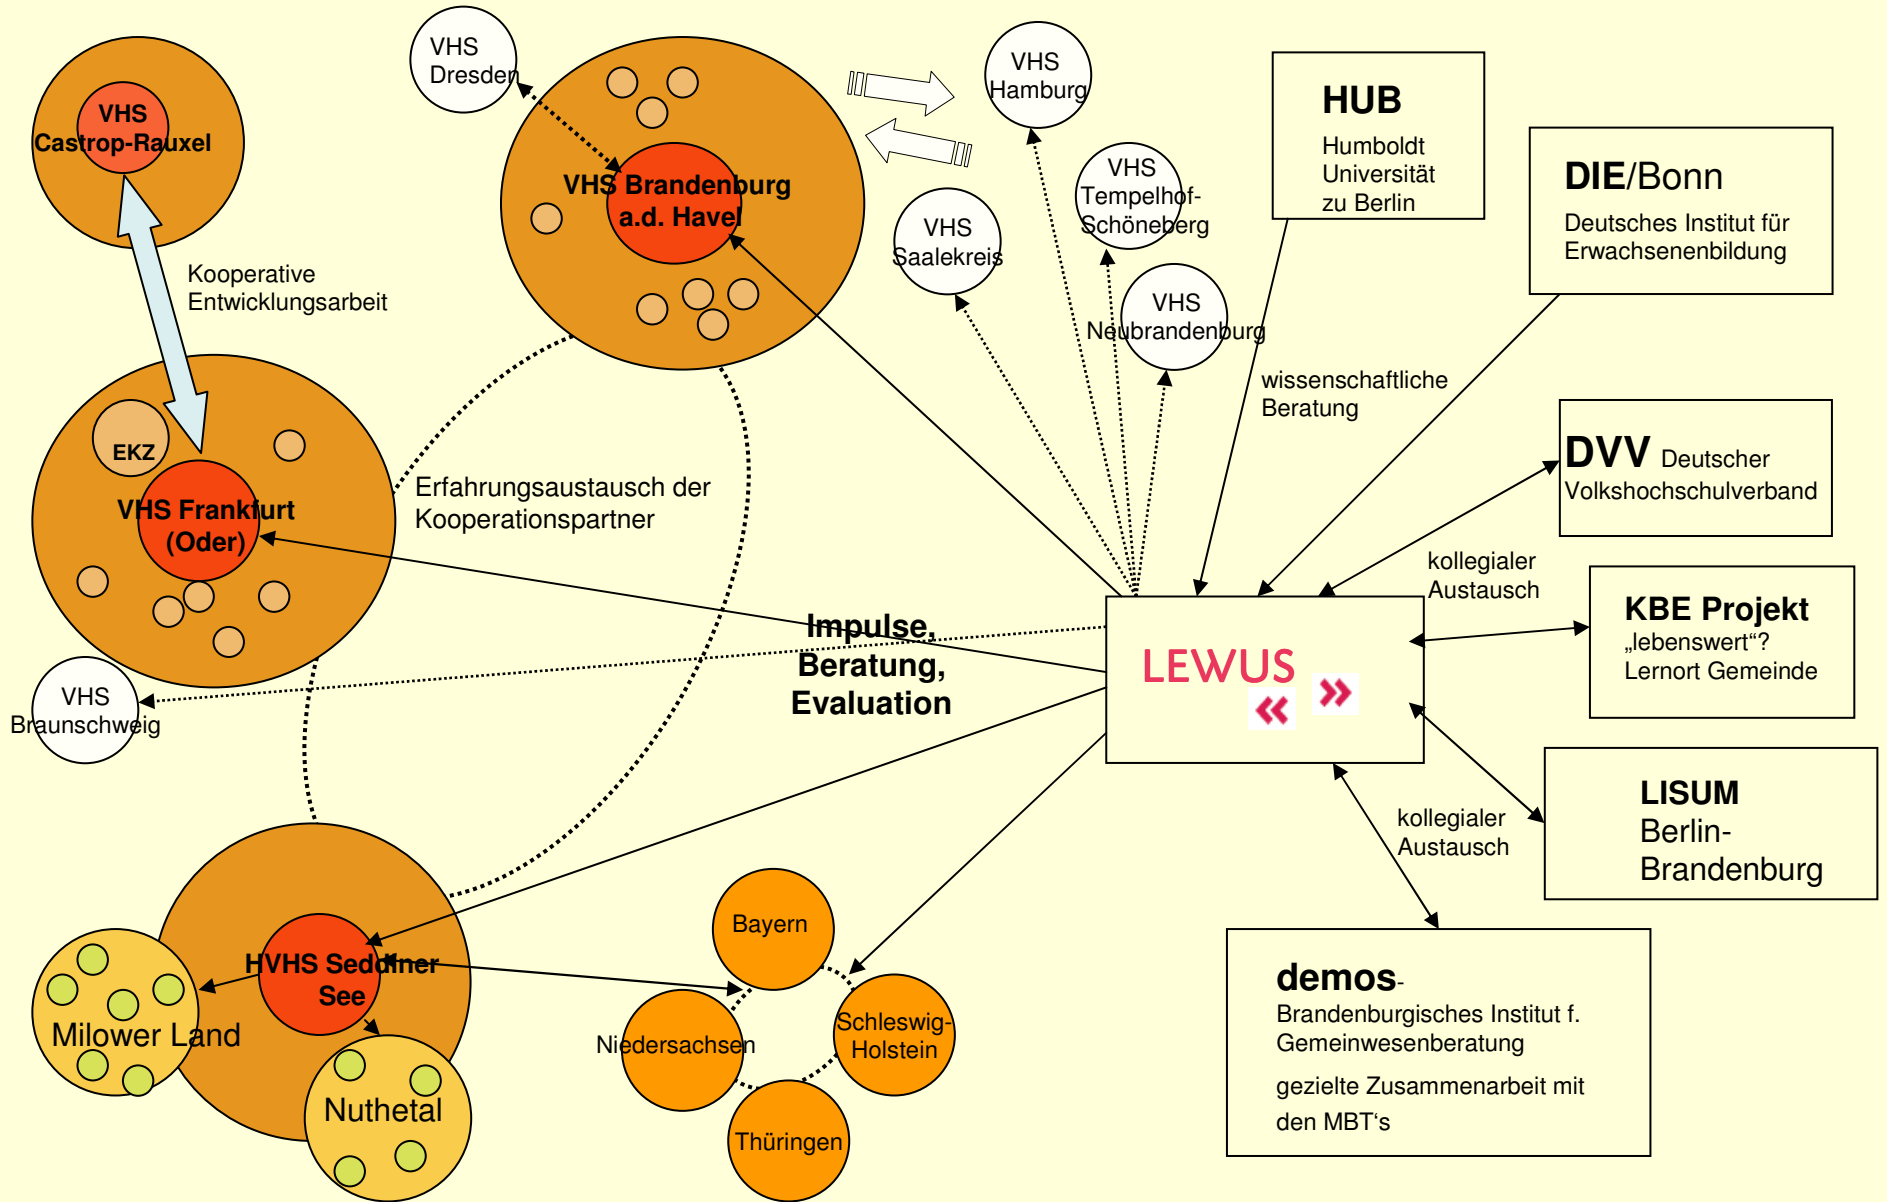 VHS
Castrop-Rauxel
VHS
Dresden
VHS Brandenburg
a.d. Havel
VHS
Hamburg
VHS
Tempelhof-
Schöneberg
VHS
Saalekreis
VHS
Neubrandenburg
HUB
Humboldt
Universität
zu Berlin
DIE/Bonn
Deutsches Institut für
Erwachsenenbildung
Kooperative
Entwicklungsarbeit
wissenschaftliche
Beratung
EKZ
VHS Frankfurt
(Oder)
Erfahrungsaustausch der
Kooperationspartner
DVV Deutscher
Volkshochschulverband
kollegialer
Austausch
KBE Projekt
„lebenswert“?
Lernort Gemeinde
Impulse,
Beratung,
Evaluation
LEWUS
« »
VHS
Braunschweig
LISUM
Berlin-
Brandenburg
kollegialer
Austausch
HVHS Seddiner
See
Milower Land
Nuthetal
Bayern
Niedersachsen
Schleswig-
Holstein
Thüringen
demos-
Brandenburgisches Institut f.
Gemeinwesenberatung
gezielte Zusammenarbeit mit
den MBT‘s